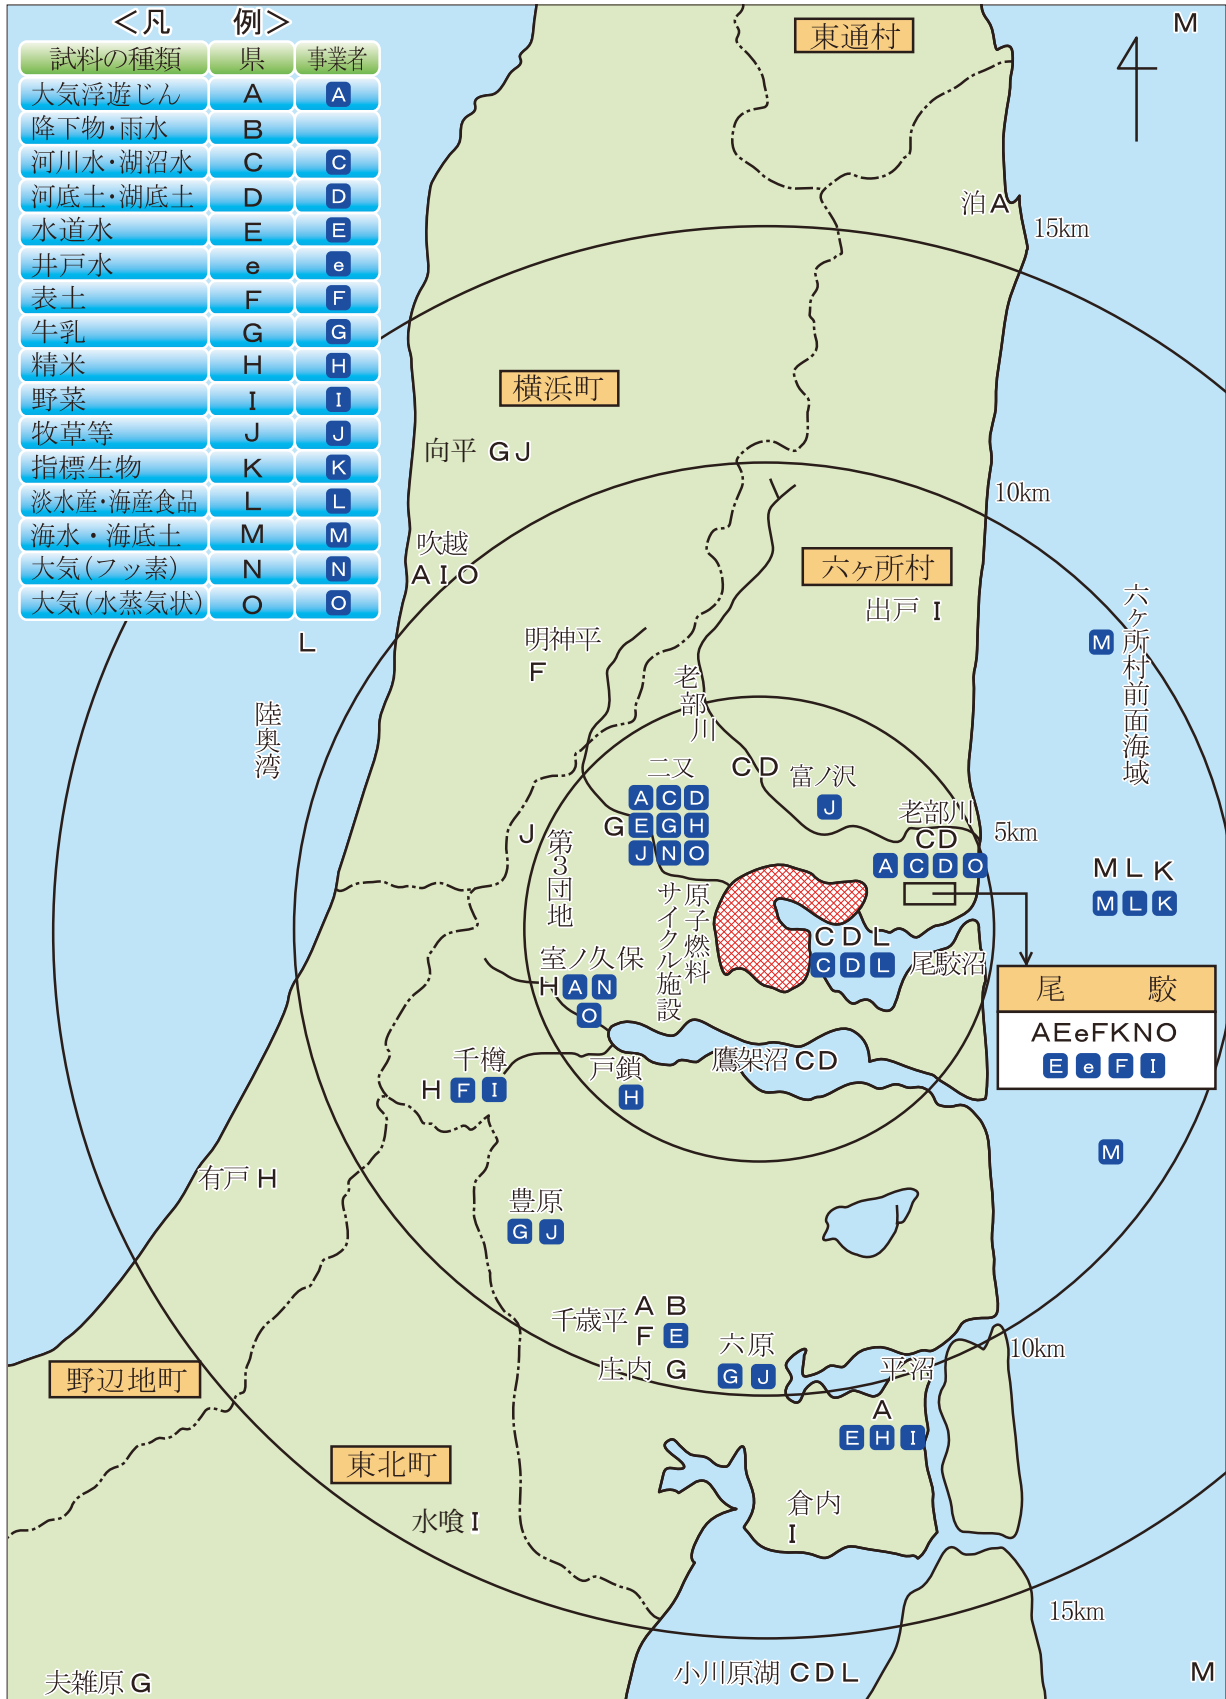 ＜凡　例＞
試料の種類 県 事業者
大気浮遊じん A A
降下物・雨水 B
河川水・湖沼水 C C
河底土・湖底土 D D
水道水 E E
井戸水 e e
表土 F F
牛乳 G G
精米 H H
野菜 I I
牧草等 J J
指標生物 K K
淡水産・海産食品 L L
海水・海底土 M M
大気(フッ素) N N
大気(水蒸気状) O O
東通村
M
泊 A
15km
横浜町
向平 G J
10km
吹越
A I O
六ヶ所村
出戸 I
L
明神平
F
M
六ヶ所村前面海域
陸奥湾
老部川
二又
A C D
G E G H
J N O
C D
富ノ沢
J
老部川
C D
A C D O
5km
J
第3団地
M L K
M L K
原子燃料
サイクル施設
C D L
C D L
尾駮沼
尾　駮
AEeFKNO
E e F I
室ノ久保
H A N
O
千樽
H F I
戸鎖
H
鷹架沼 C D
M
有戸 H
豊原
G J
千歳平
A B
F E
庄内 G
六原
G J
平沼
A
E H I
10km
野辺地町
東北町
水喰 I
倉内
I
15km
夫雑原 G
小川原湖 C D L
M